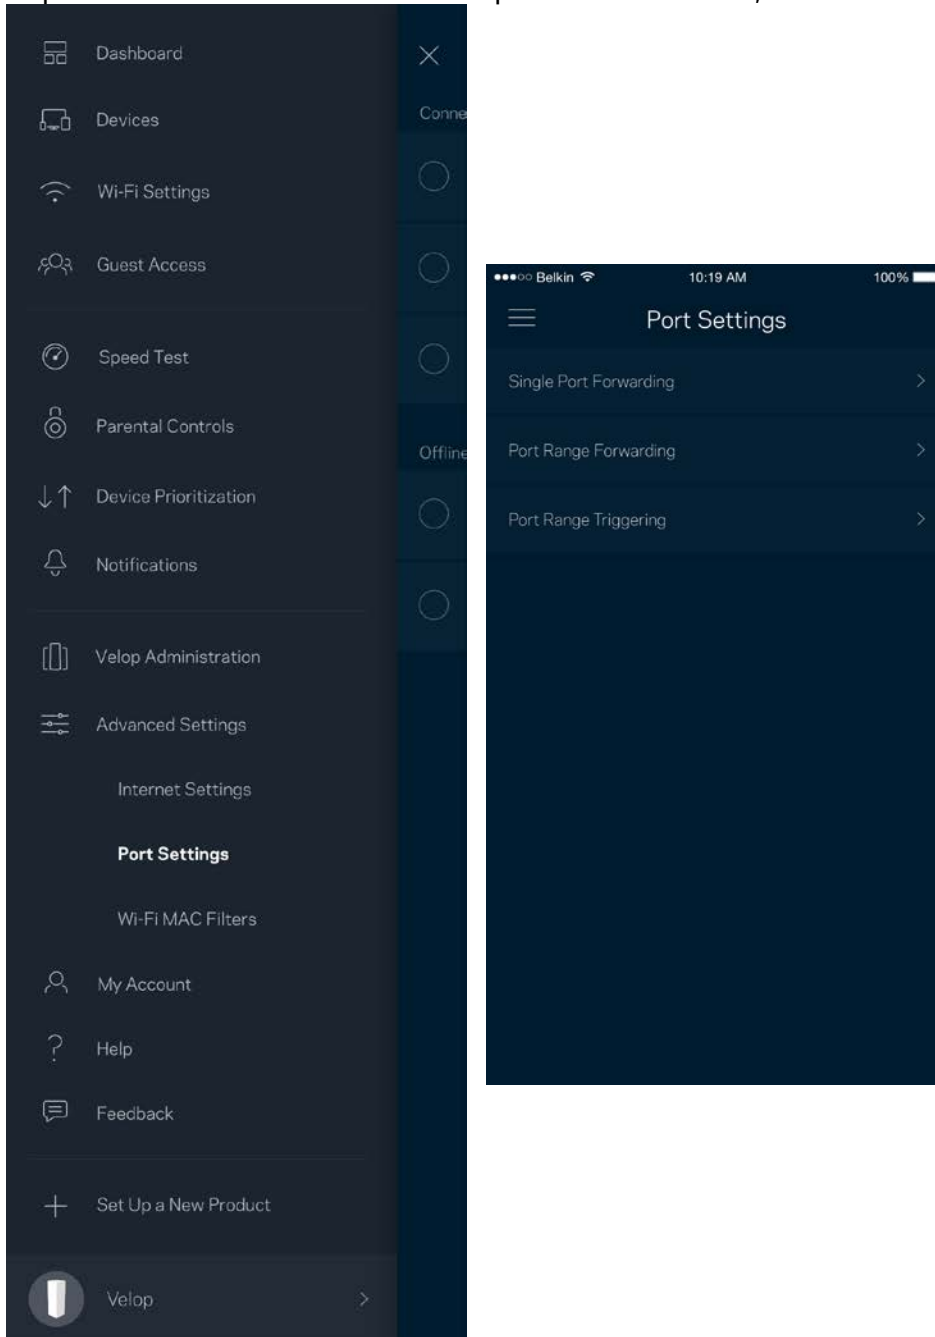 Dashboard
Devices
Wi-Fi Settings
Guest Access
Speed Test
Parental Controls
Device Prioritization
Notifications
Velop Administration
Advanced Settings
Internet Settings
Port Settings
Wi-Fi MAC Filters
My Account
Help
Feedback
Set Up a New Product
Velop
Conne
Offline
Belkin 10:19 AM 100%
Port Settings
Single Port Forwarding
Port Range Forwarding
Port Range Triggering